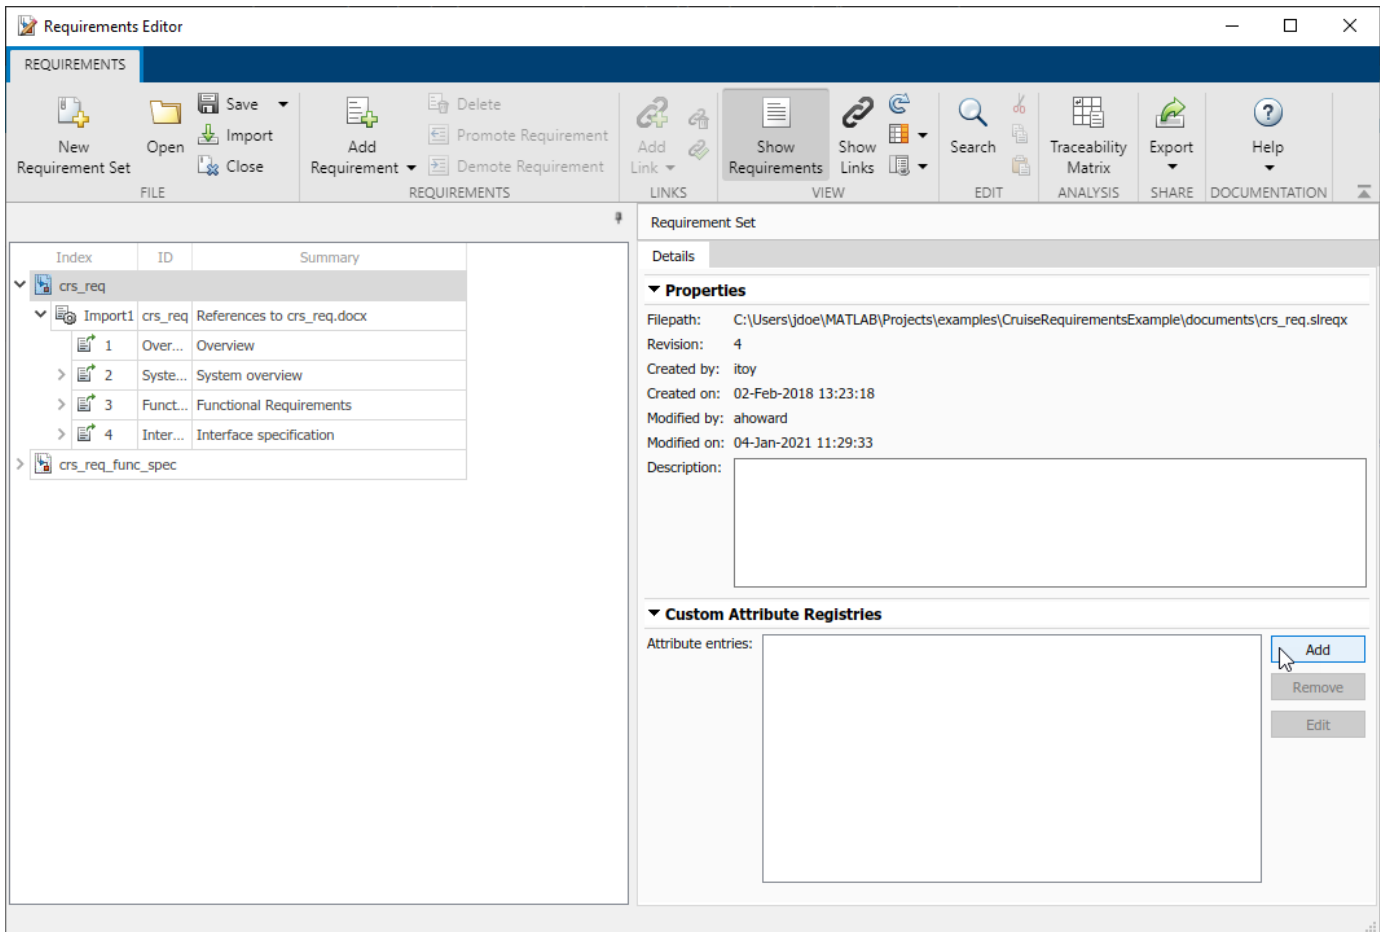 Requirements Editor
REQUIREMENTS
New Requirement Set
Open
Save
Import
Close
FILE
Add Requirement
Delete
Promote Requirement
Demote Requirement
REQUIREMENTS
Add Link
LINKS
Show Requirements
Show Links
VIEW
Search
EDIT
Traceability Matrix
ANALYSIS
Export
SHARE
Help
DOCUMENTATION
Index ID Summary
crs_req
Import1 crs_req References to crs_req.docx
1 Over... Overview
2 Syste... System overview
3 Funct... Functional Requirements
4 Inter... Interface specification
crs_req_func_spec
Requirement Set
Details
Properties
Filepath: C:\Users\jdoe\MATLAB\Projects\examples\CruiseRequirementsExample\documents\crs_req.slreqx
Revision: 4
Created by: itoy
Created on: 02-Feb-2018 13:23:18
Modified by: ahoward
Modified on: 04-Jan-2021 11:29:33
Description:
Custom Attribute Registries
Attribute entries:
Add
Remove
Edit